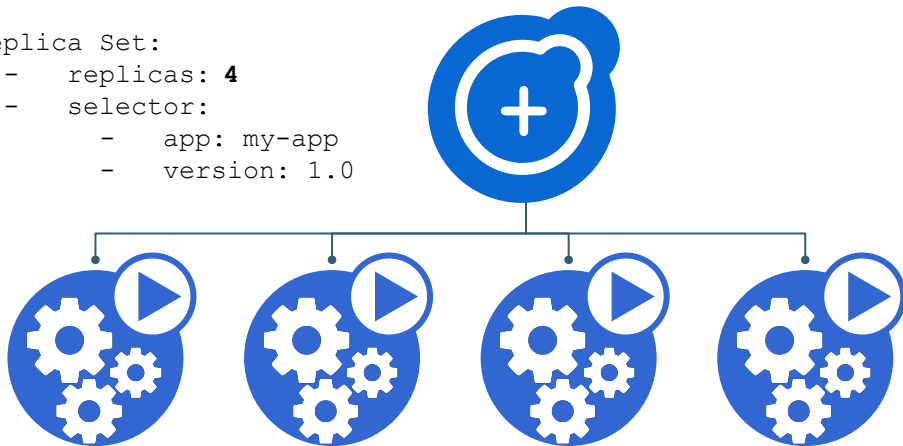 eplica Set:
- replicas: 4
- selector:
- app: my-app
- version: 1.0